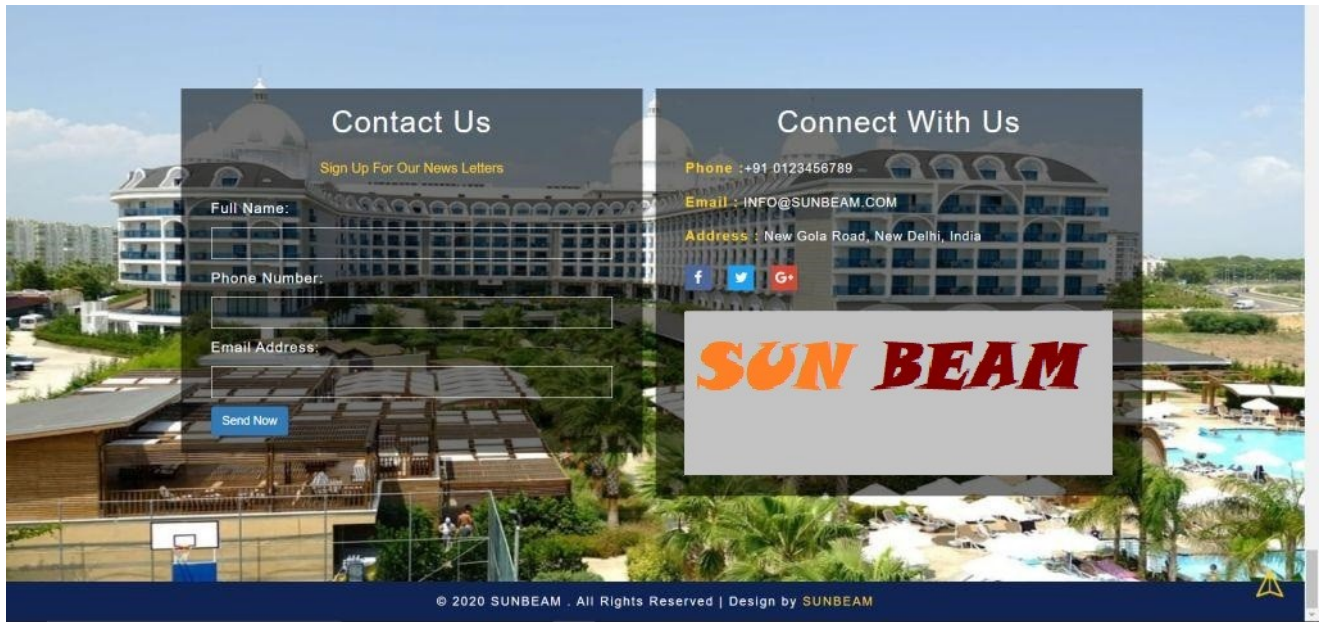 Contact Us
Sign Up For Our News Letters
Full Name:
Phone Number:
Email Address:
Send Now
Connect With Us
Phone :+91 0123456789
Email : INFO@SUNBEAM.COM
Address : New Gola Road, New Delhi, India
f G+
SUN BEAM
© 2020 SUNBEAM . All Rights Reserved | Design by SUNBEAM